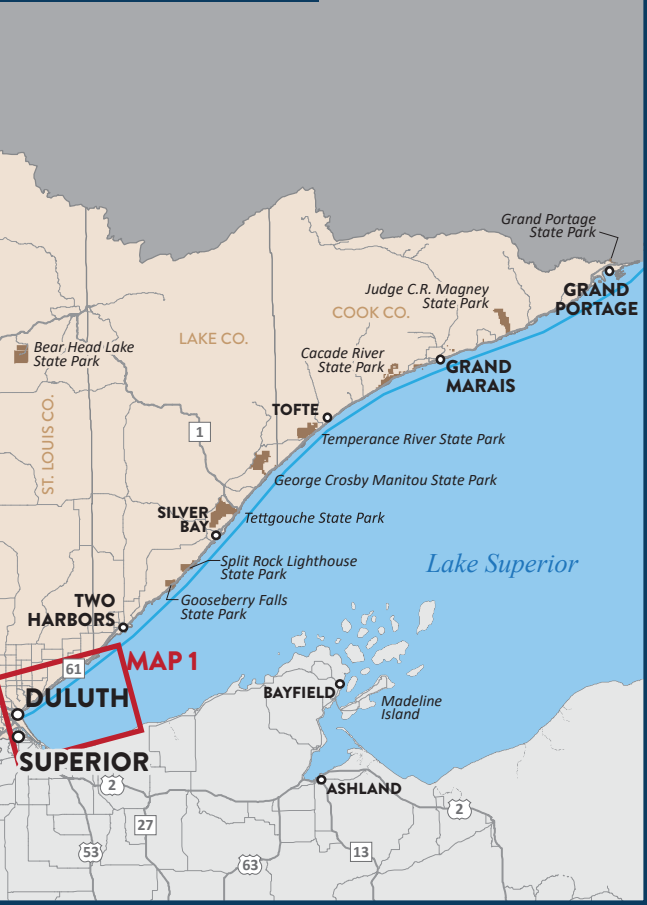 Grand Portage
State Park
GRAND
PORTAGE
Judge C.R. Magney
State Park
COOK CO.
LAKE CO.
Bear Head Lake
State Park
Cacade River
State Park
GRAND
MARAIS
ST. LOUIS CO.
TOFTE
1
Temperance River State Park
George Crosby Manitou State Park
SILVER
BAY
Tettgouche State Park
Split Rock Lighthouse
State Park
Lake Superior
Gooseberry Falls
State Park
TWO
HARBORS
61
MAP 1
DULUTH
BAYFIELD
Madeline
Island
SUPERIOR
2
ASHLAND
2
27
53
63
13